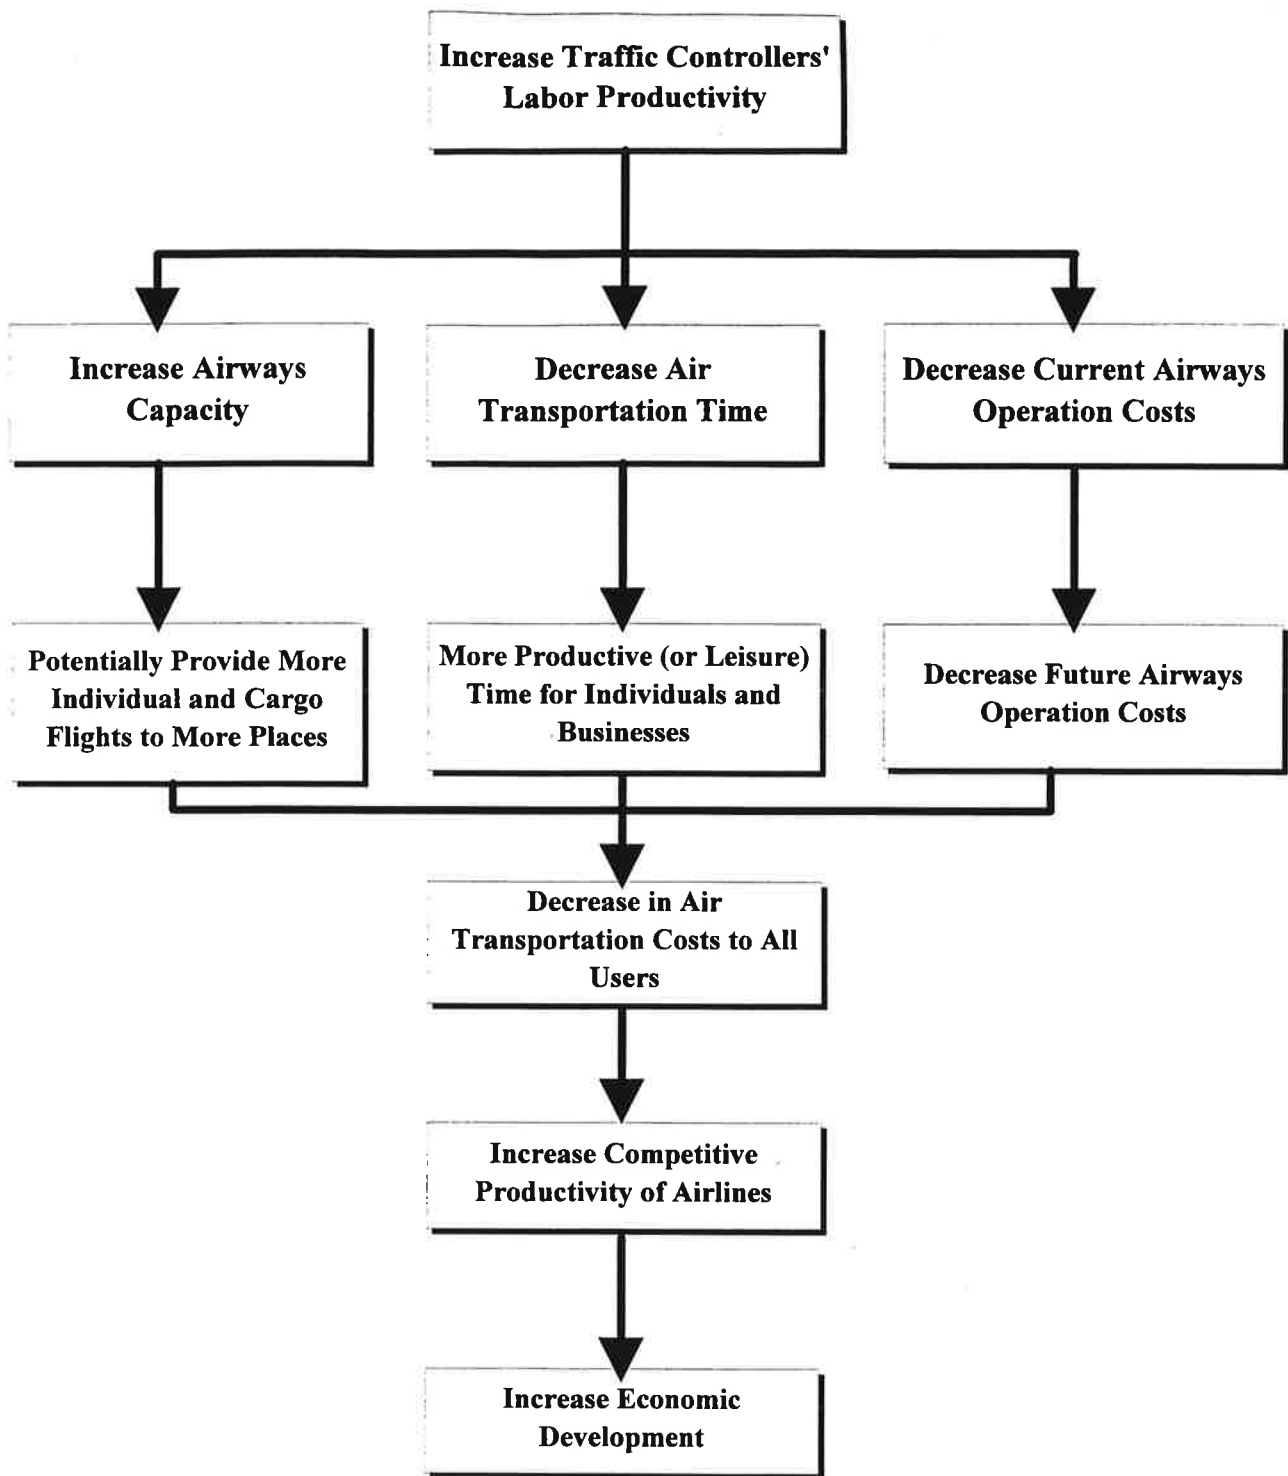 Increase Traffic Controllers'
Labor Productivity
Increase Airways
Capacity
Decrease Air
Transportation Time
Decrease Current Airways
Operation Costs
Potentially Provide More
Individual and Cargo
Flights to More Places
More Productive (or Leisure)
Time for Individuals and
Businesses
Decrease Future Airways
Operation Costs
Decrease in Air
Transportation Costs to All
Users
Increase Competitive
Productivity of Airlines
Increase Economic
Development